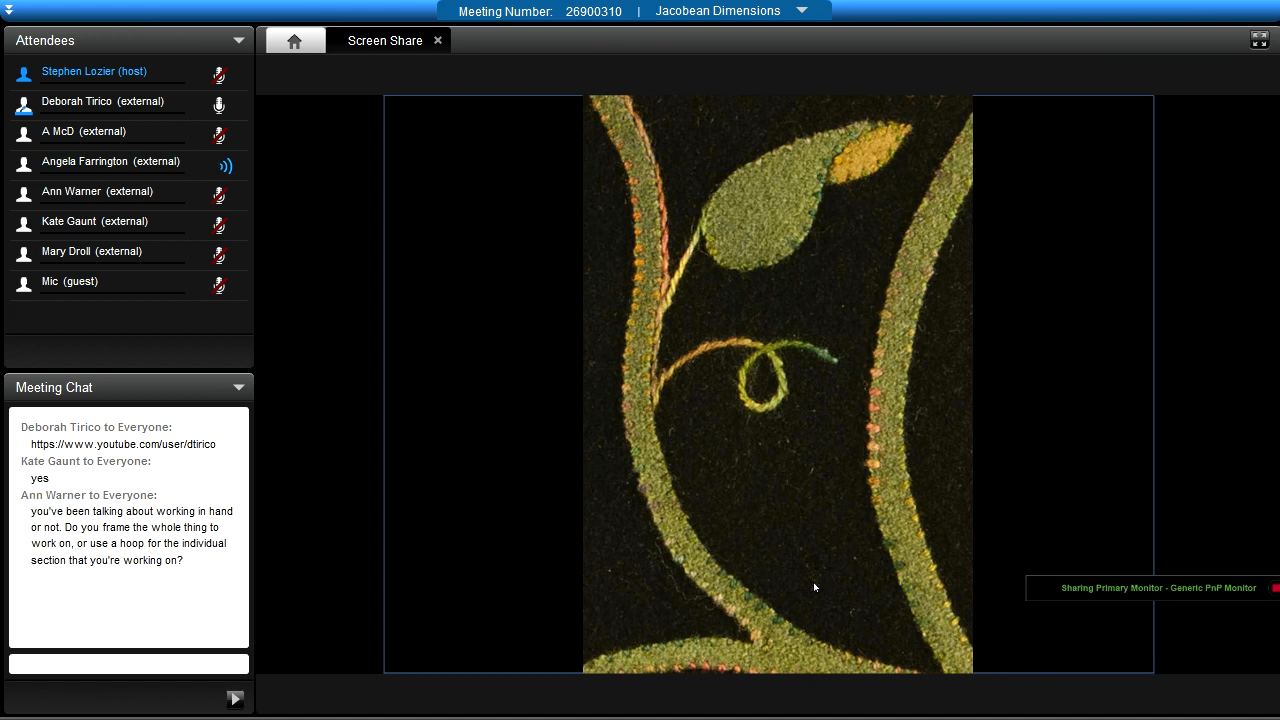 Meeting Number: 26900310 | Jacobean Dimensions
Attendees
Stephen Lozier (host)
Deborah Tirico (external)
A McD (external)
Angela Farrington (external)
Ann Warner (external)
Kate Gaunt (external)
Mary Droll (external)
Mic (guest)
Meeting Chat
Deborah Tirico to Everyone:
https://www.youtube.com/user/dtirico
Kate Gaunt to Everyone:
yes
Ann Warner to Everyone:
you've been talking about working in hand
or not. Do you frame the whole thing to
work on, or use a hoop for the individual
section that you're working on?
Screen Share
Sharing Primary Monitor - Generic PnP Monitor